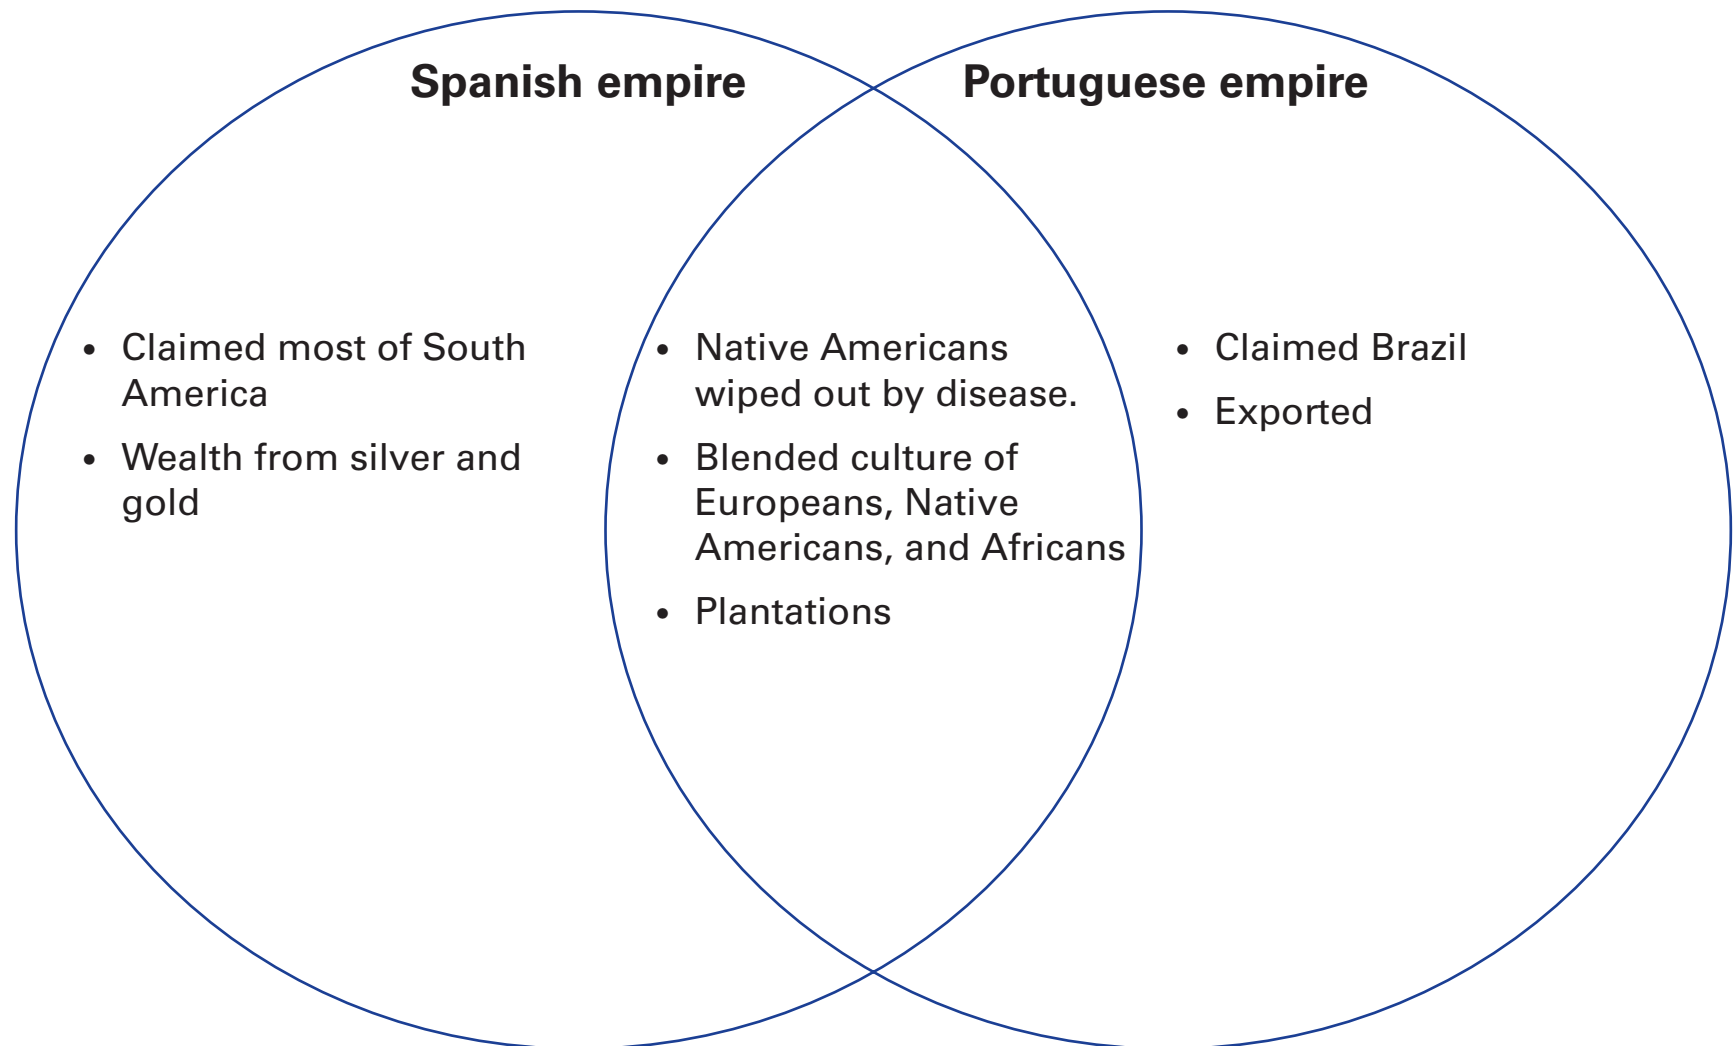 Spanish empire
Portuguese empire
• Claimed most of South
America
• Wealth from silver and
gold
• Native Americans
wiped out by disease.
• Blended culture of
Europeans, Native
Americans, and Africans
• Plantations
• Claimed Brazil
• Exported